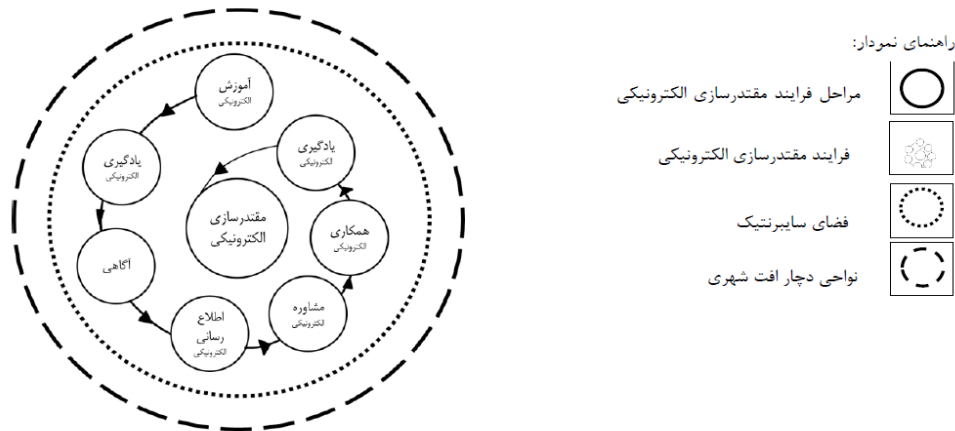 راهنمای نمودار:
مراحل فرایند مقتدرسازی الکترونیکی
فرایند مقتدرسازی الکترونیکی
فضای سایبرنتیک
نواحی دچار افت شهری
آموزش
الکترونیکی
یادگیری
الکترونیکی
آگاهی
اطلاع
رسانی
الکترونیکی
مشاوره
الکترونیکی
همکاری
الکترونیکی
یادگیری
الکترونیکی
مقتدرسازی
الکترونیکی